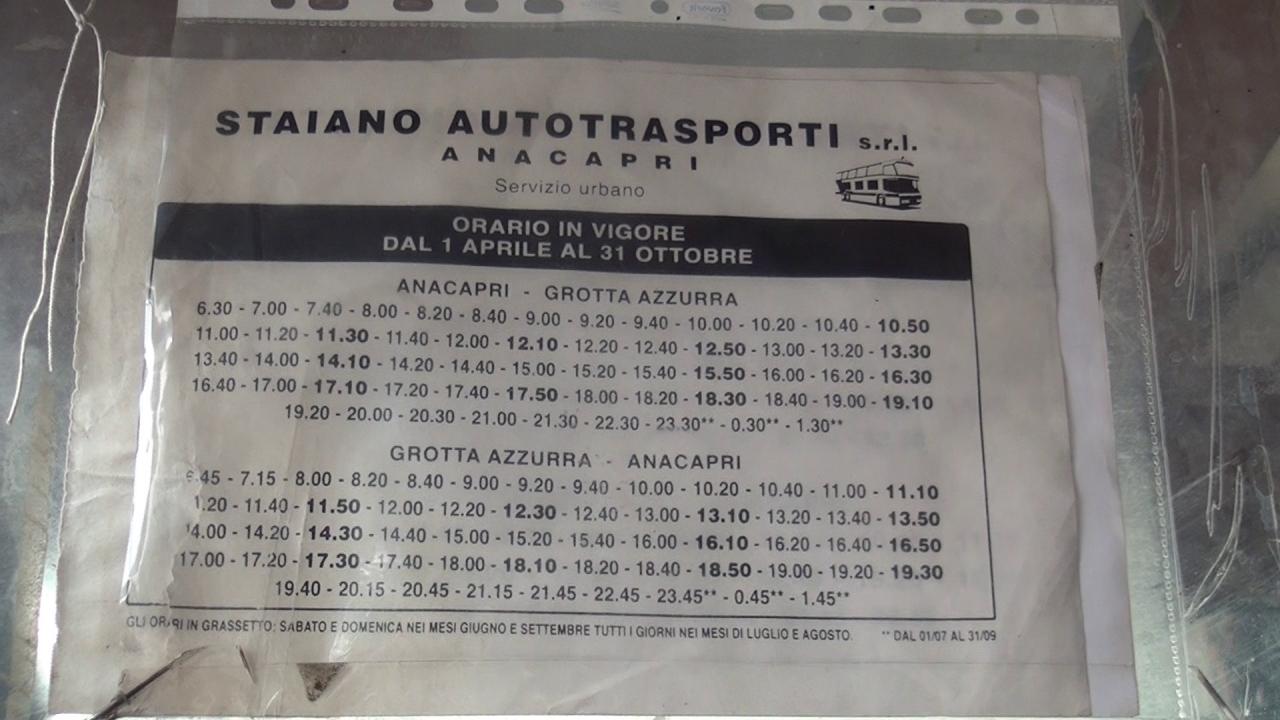 STAIANO AUTOTRASPORTI s.r.l.
ANACAPRI
Servizio urbano
ORARIO IN VIGORE
DAL 1 APRILE AL 31 OTTOBRE
ANACAPRI - GROTTA AZZURRA
6.30 - 7.00 - 7.40 - 8.00 - 8.20 - 8.40 - 9.00 - 9.20 - 9.40 - 10.00 - 10.20 - 10.40 - 10.50
11.00 - 11.20 - 11.30 - 11.40 - 12.00 - 12.10 - 12.20 - 12.40 - 12.50 - 13.00 - 13.20 - 13.30
13.40 - 14.00 - 14.10 - 14.20 - 14.40 - 15.00 - 15.20 - 15.40 - 15.50 - 16.00 - 16.20 - 16.30
16.40 - 17.00 - 17.10 - 17.20 - 17.40 - 17.50 - 18.00 - 18.20 - 18.30 - 18.40 - 19.00 - 19.10
19.20 - 20.00 - 20.30 - 21.00 - 21.30 - 22.30 - 23.30** - 0.30** - 1.30**
GROTTA AZZURRA - ANACAPRI
6.45 - 7.15 - 8.00 - 8.20 - 8.40 - 9.00 - 9.20 - 9.40 - 10.00 - 10.20 - 10.40 - 11.00 - 11.10
1.20 - 11.40 - 11.50 - 12.00 - 12.20 - 12.30 - 12.40 - 13.00 - 13.10 - 13.20 - 13.40 - 13.50
14.00 - 14.20 - 14.30 - 14.40 - 15.00 - 15.20 - 15.40 - 16.00 - 16.10 - 16.20 - 16.40 - 16.50
17.00 - 17.20 - 17.30 - 17.40 - 18.00 - 18.10 - 18.20 - 18.40 - 18.50 - 19.00 - 19.20 - 19.30
19.40 - 20.15 - 20.45 - 21.15 - 21.45 - 22.45 - 23.45** - 0.45** - 1.45**
GLI ORARI IN GRASSETTO: SABATO E DOMENICA NEI MESI GIUGNO E SETTEMBRE TUTTI I GIORNI NEI MESI DI LUGLIO E AGOSTO. ** DAL 01/07 AL 31/09